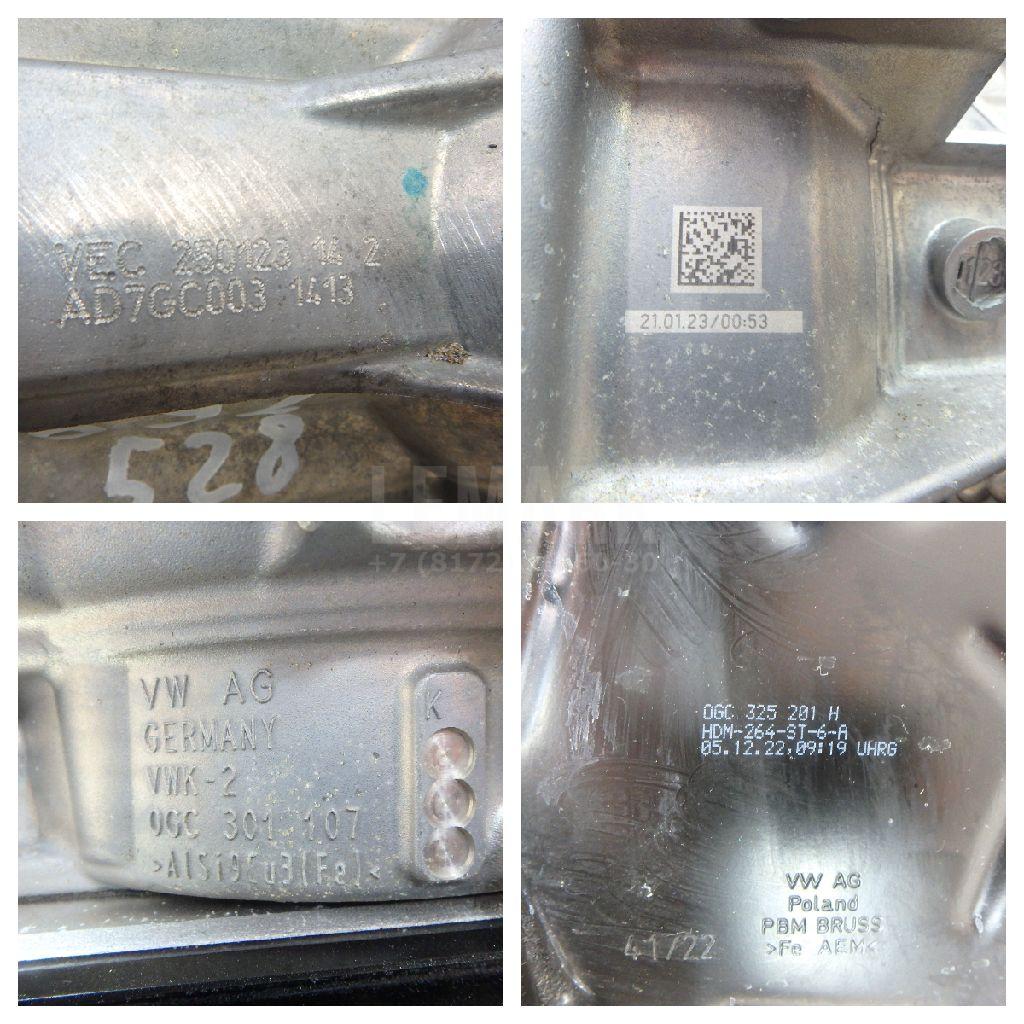 VEC 250123 14 2
AD7GC003 1413
528
21.01.23/00:53
VW AG
GERMANY
VWK-2
0GC 301 107
>AlSi9Cu3(Fe)<
K
0GC 325 201 H
HDM-264-ST-6-A
05.12.22 09:19 UHRG
VW AG
Poland
PBM BRUSS
>Fe AEM<
41/22